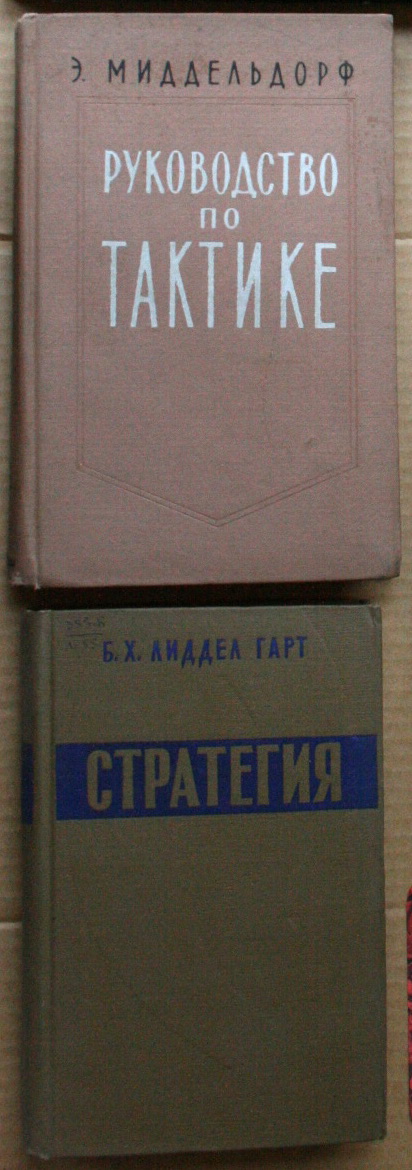 Э. МИДДЕЛЬДОРФ
РУКОВОДСТВО
ПО
ТАКТИКЕ
Б.Х. ЛИДДЕЛ ГАРТ
СТРАТЕГИЯ